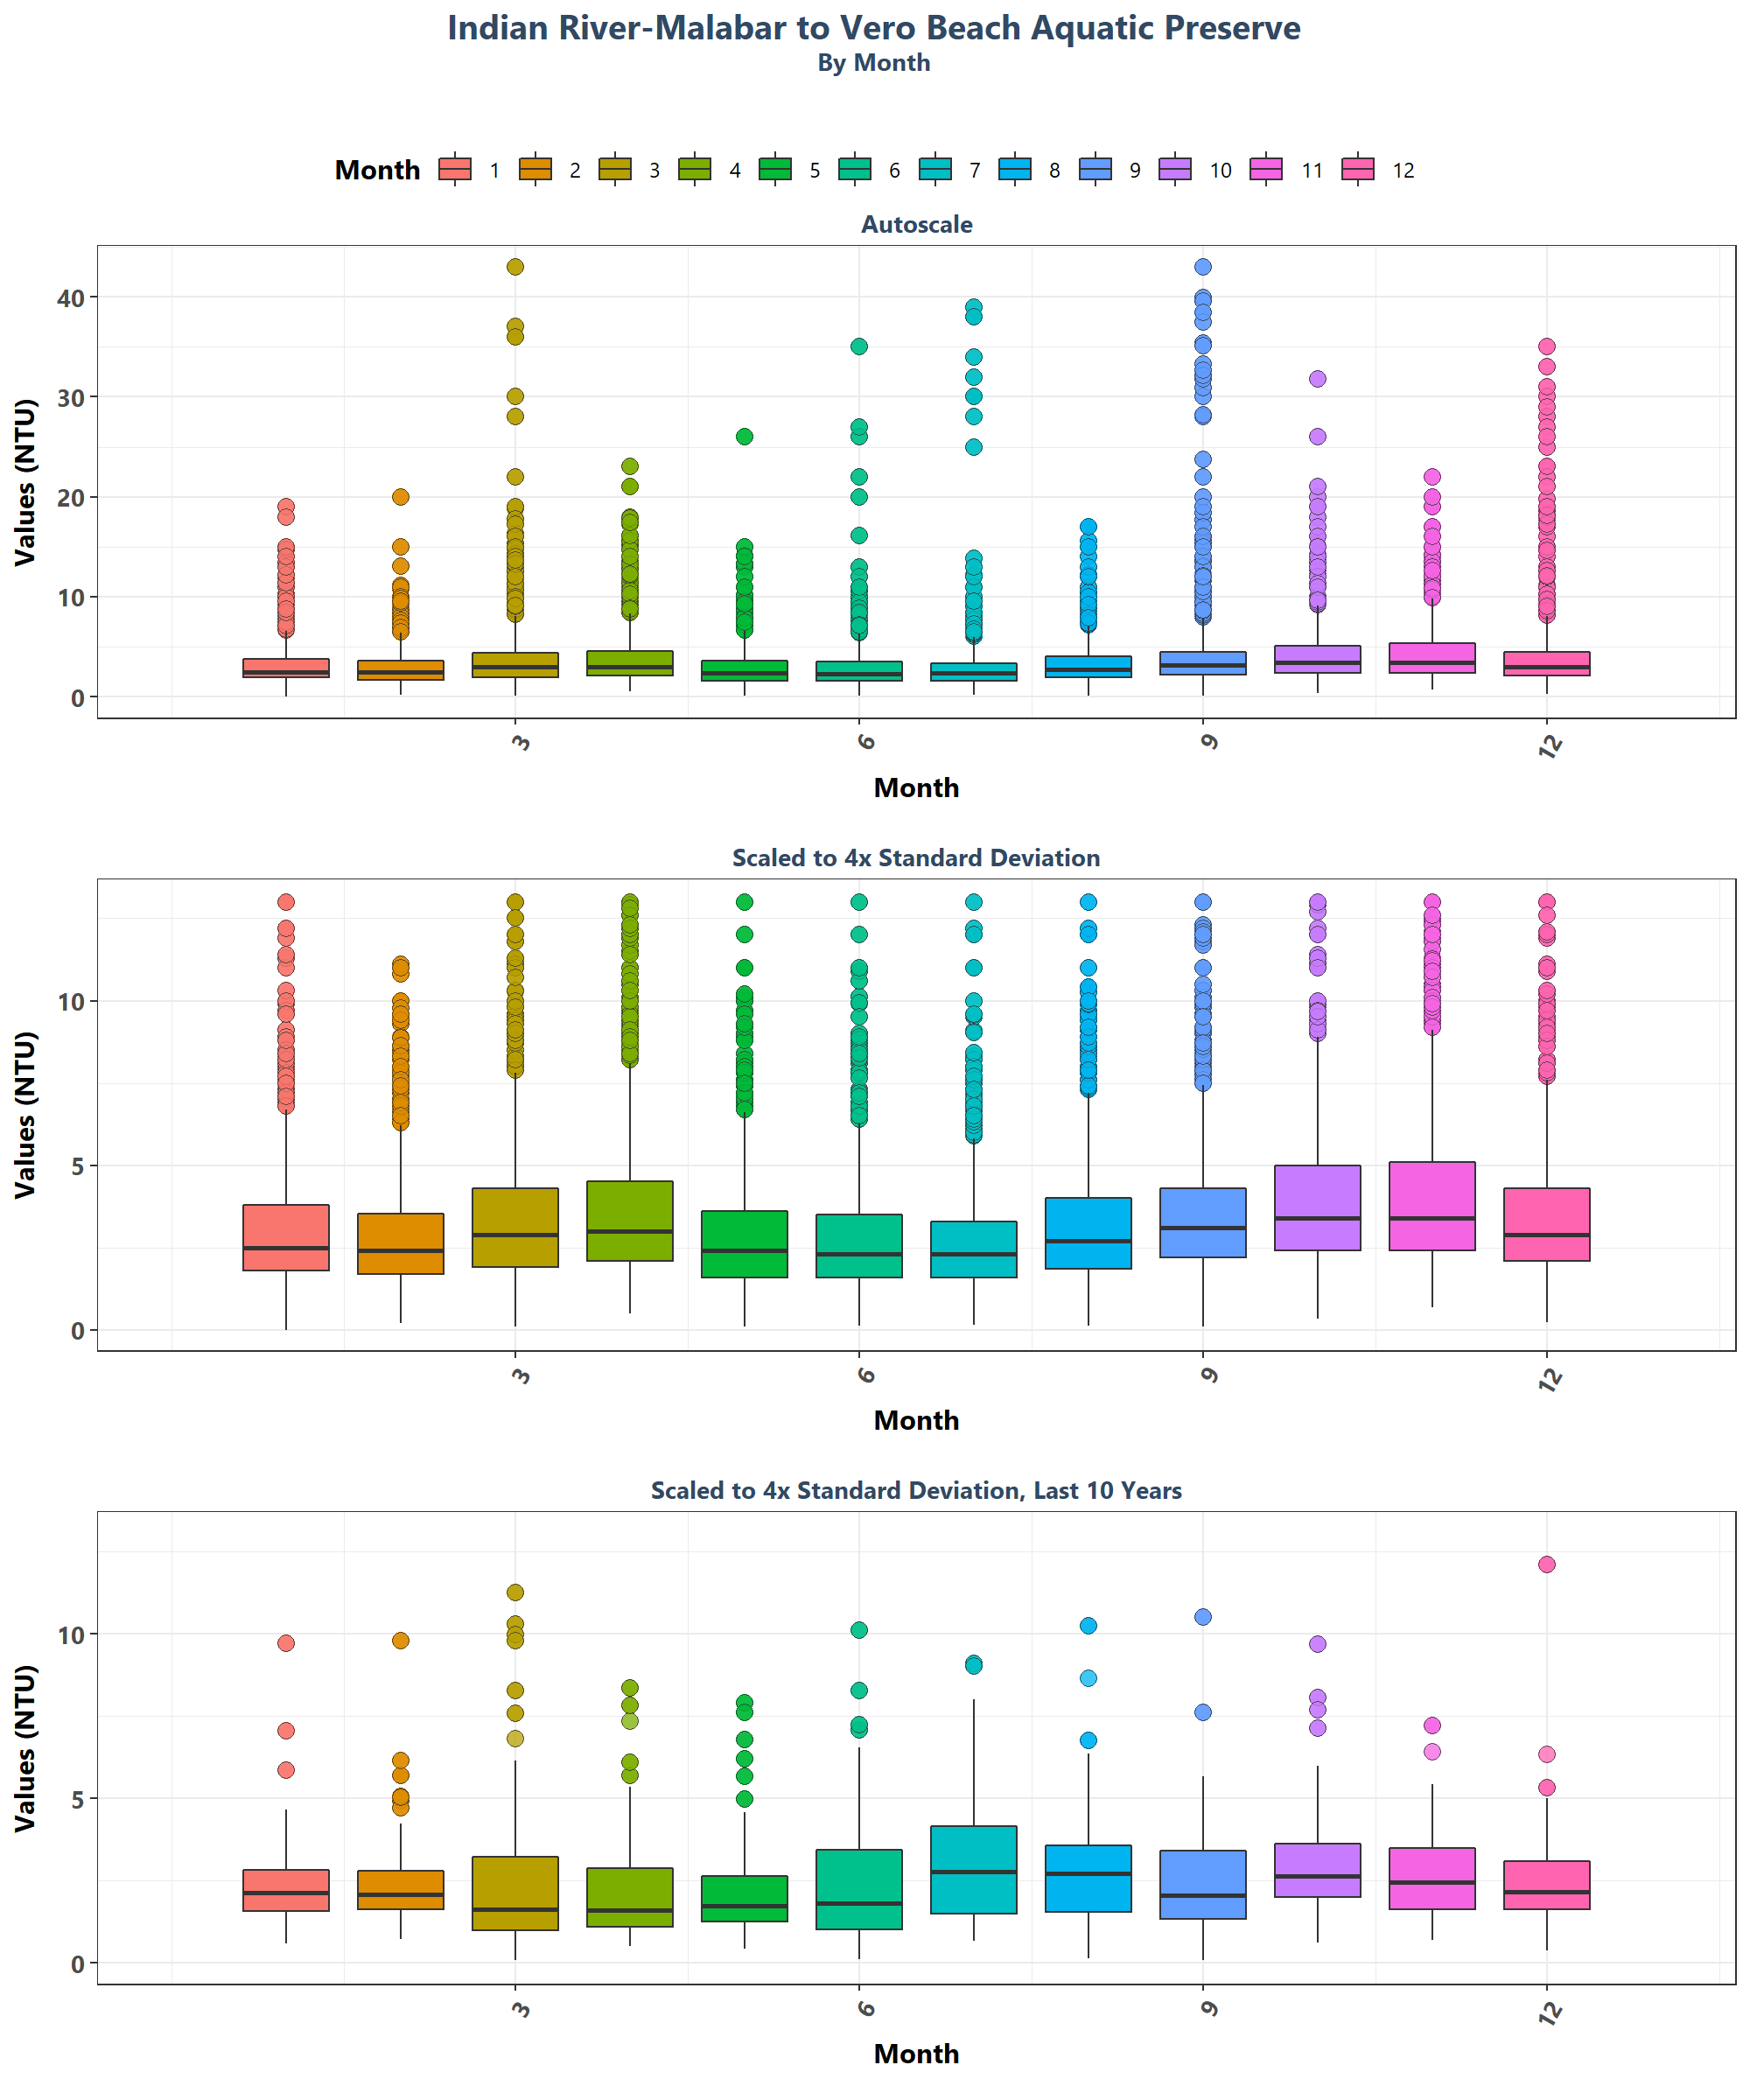 Indian River-Malabar to Vero Beach Aquatic Preserve
By Month
Month 1 2 3 4 5 6 7 8 9 10 11 12
Autoscale
Values (NTU)
40
30
20
10
0
3 6 9 12
Month
Scaled to 4x Standard Deviation
Values (NTU)
10
5
0
3 6 9 12
Month
Scaled to 4x Standard Deviation, Last 10 Years
Values (NTU)
10
5
0
3 6 9 12
Month